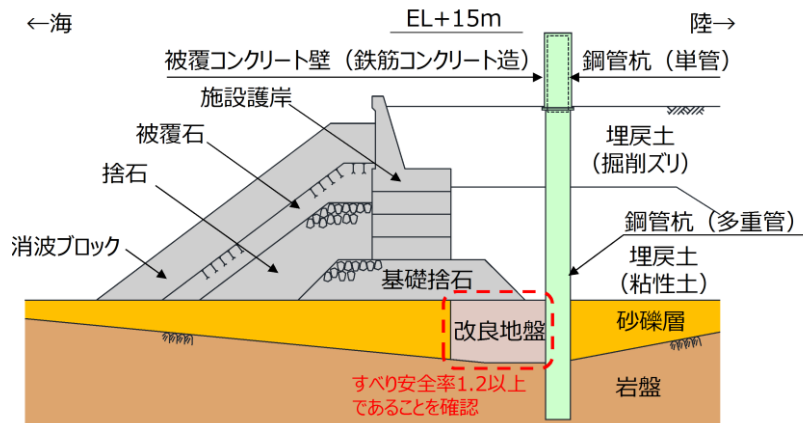 ←海
EL+15m
陸→
被覆コンクリート壁（鉄筋コンクリート造）
鋼管杭（単管）
施設護岸
被覆石
捨石
消波ブロック
埋戻土
（掘削ズリ）
鋼管杭（多重管）
埋戻土
（粘性土）
基礎捨石
改良地盤
砂礫層
すべり安全率1.2以上
であることを確認
岩盤